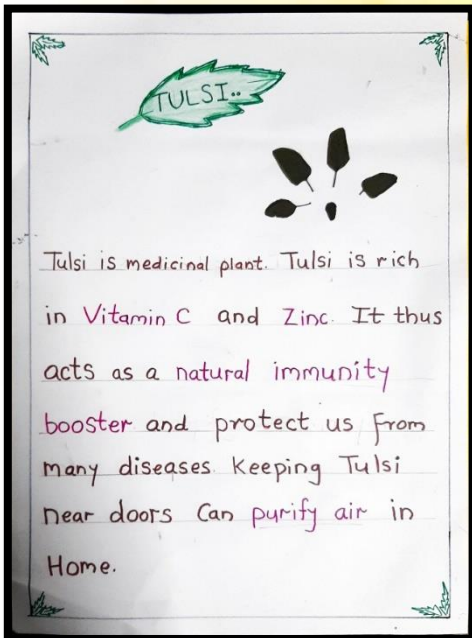 TULSI..
Tulsi is medicinal plant. Tulsi is rich
in Vitamin C and Zinc. It thus
acts as a natural immunity
booster and protect us from
many diseases. Keeping Tulsi
near doors Can purify air in
Home.